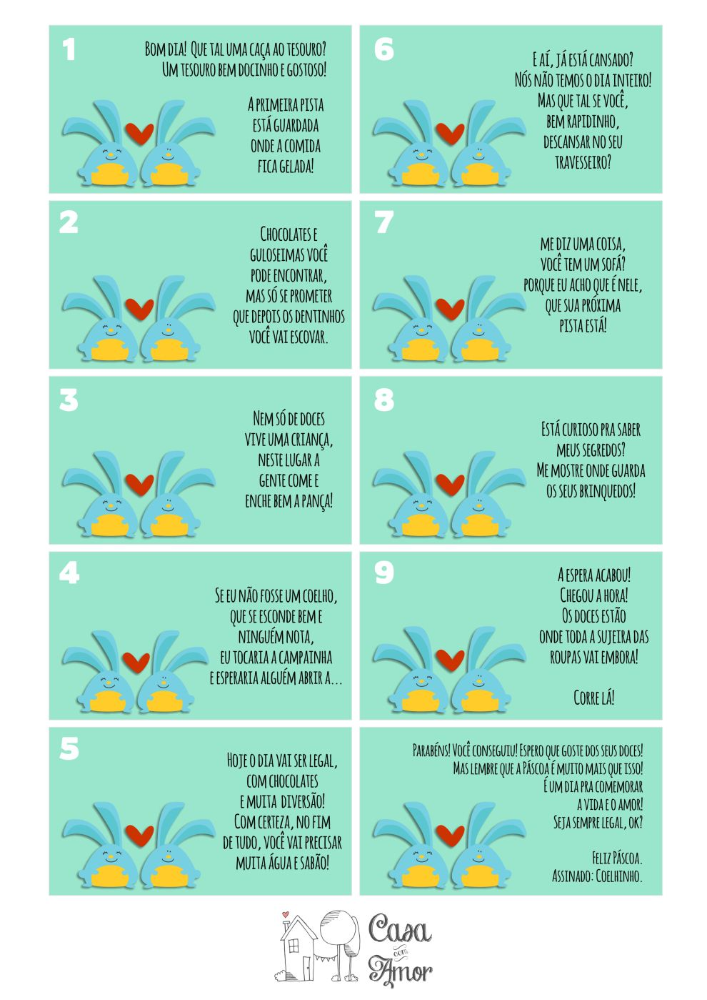 1
Bom dia! Que tal uma caça ao tesouro?
Um tesouro bem docinho e gostoso!
A primeira pista
está guardada
onde a comida
fica gelada!
2
Chocolates e
guloseimas você
pode encontrar,
mas só se prometer
que depois os dentinhos
você vai escovar.
3
Nem só de doces
vive uma criança,
neste lugar a
gente come e
enche bem a pança!
4
Se eu não fosse um coelho,
que se esconde bem e
ninguém nota,
eu tocaria a campainha
e esperaria alguém abrir a...
5
Hoje o dia vai ser legal,
com chocolates
e muita diversão!
Com certeza, no fim
de tudo, você vai precisar
muita água e sabão!
6
E aí, já está cansado?
Nós não temos o dia inteiro!
Mas que tal se você,
bem rapidinho,
descansar no seu
travesseiro?
7
me diz uma coisa,
você tem um sofá?
porque eu acho que é nele,
que sua próxima
pista está!
8
Está curioso pra saber
meus segredos?
Me mostre onde guarda
os seus brinquedos!
9
A espera acabou!
Chegou a hora!
Os doces estão
onde toda a sujeira das
roupas vai embora!
Corre lá!
Parabéns! Você conseguiu! Espero que goste dos seus doces!
Mas lembre que a Páscoa é muito mais que isso!
É um dia pra comemorar
a vida e o amor!
Seja sempre legal, ok?
Feliz Páscoa.
Assinado: Coelhinho.
Casa
com
Amor